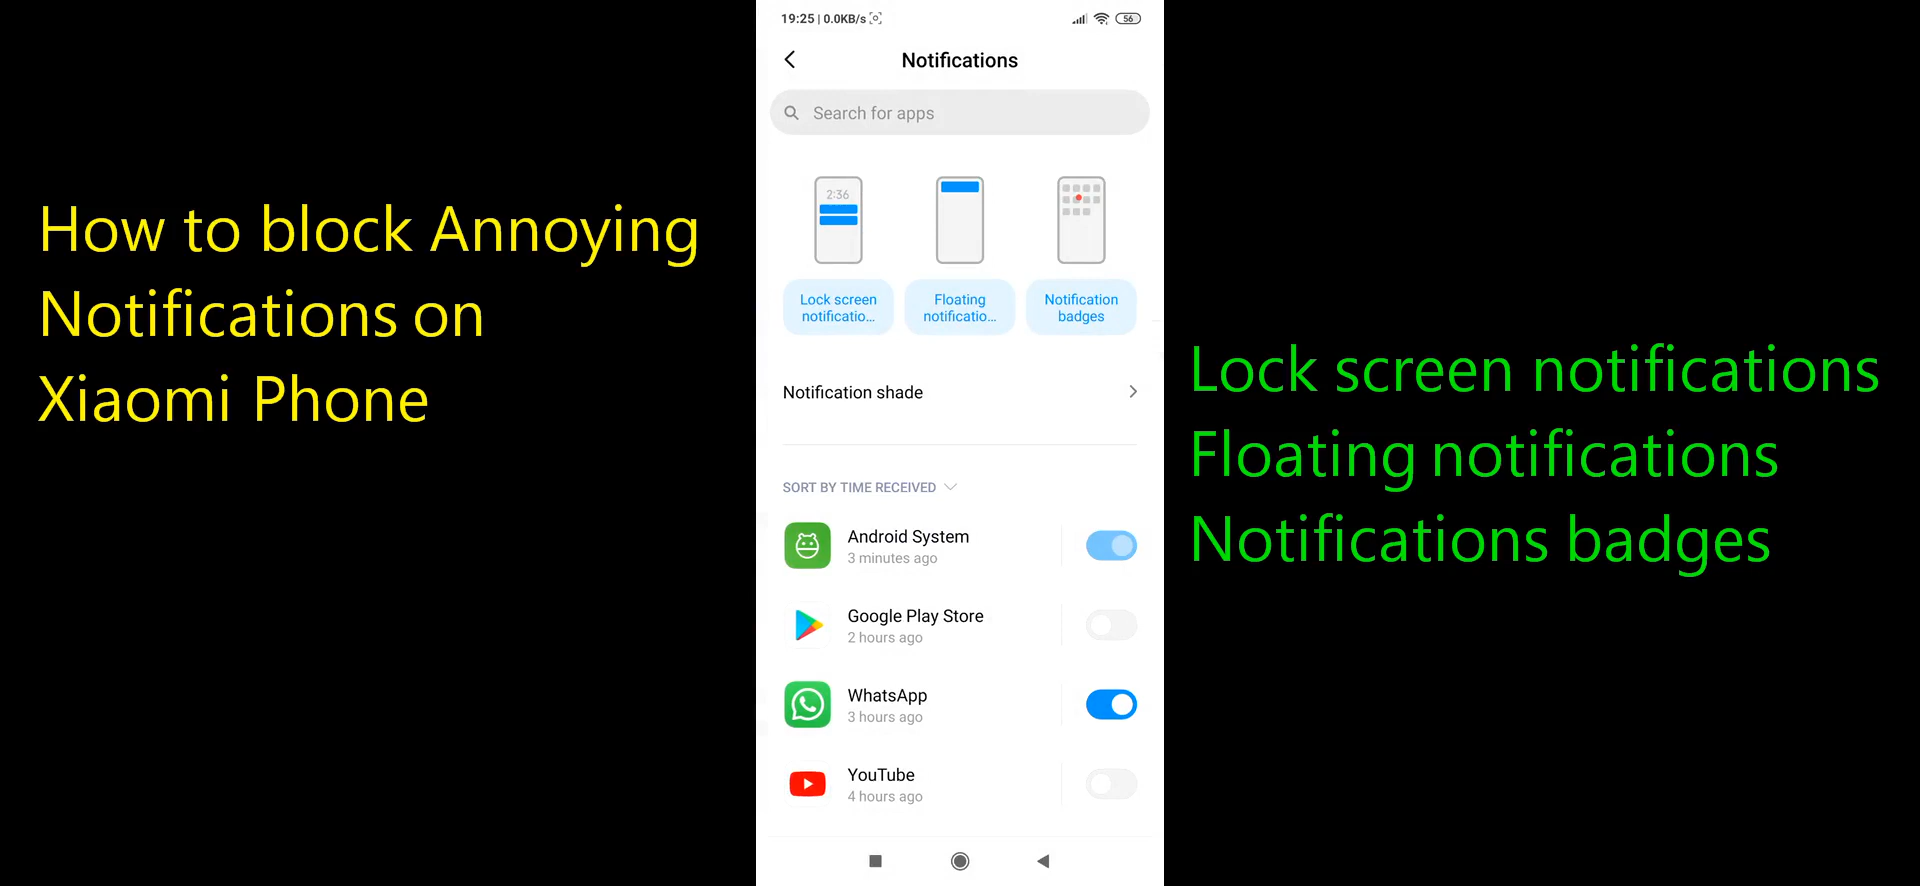 How to block Annoying
Notifications on
Xiaomi Phone
19:25 | 0.0KB/s
56
Notifications
Search for apps
2:36
Lock screen
notificatio...
Floating
notificatio...
Notification
badges
Notification shade
SORT BY TIME RECEIVED
Android System
3 minutes ago
Google Play Store
2 hours ago
WhatsApp
3 hours ago
YouTube
4 hours ago
Lock screen notifications
Floating notifications
Notifications badges